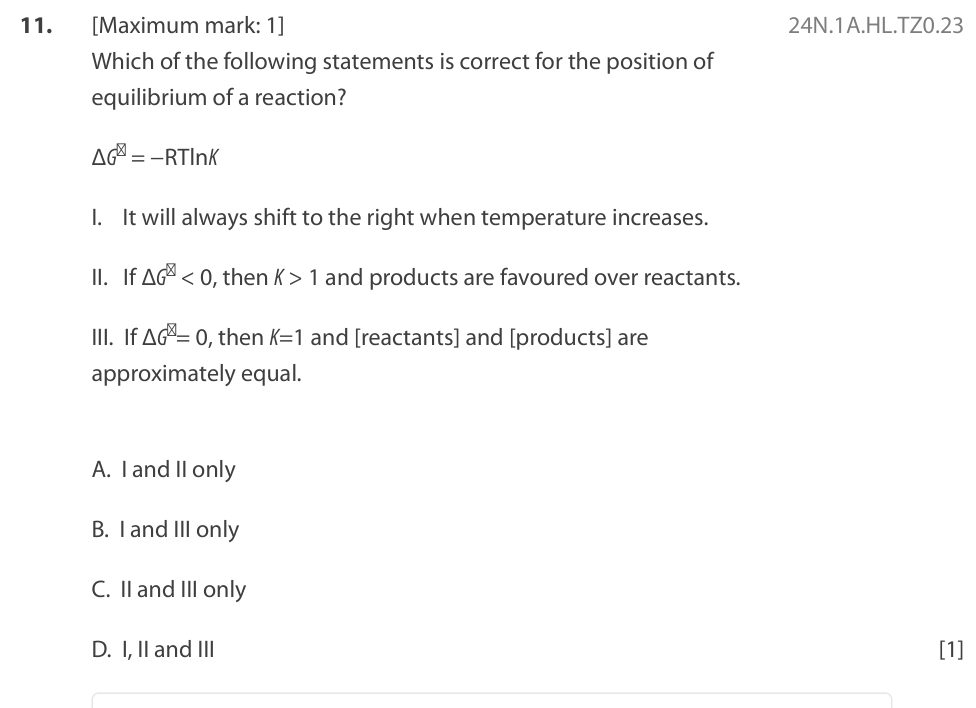 11. [Maximum mark: 1] 24N.1A.HL.TZ0.23
Which of the following statements is correct for the position of
equilibrium of a reaction?
ΔG⊠ = −RTlnK
I. It will always shift to the right when temperature increases.
II. If ΔG⊠ < 0, then K > 1 and products are favoured over reactants.
III. If ΔG⊠= 0, then K=1 and [reactants] and [products] are
approximately equal.
A. I and II only
B. I and III only
C. II and III only
D. I, II and III [1]